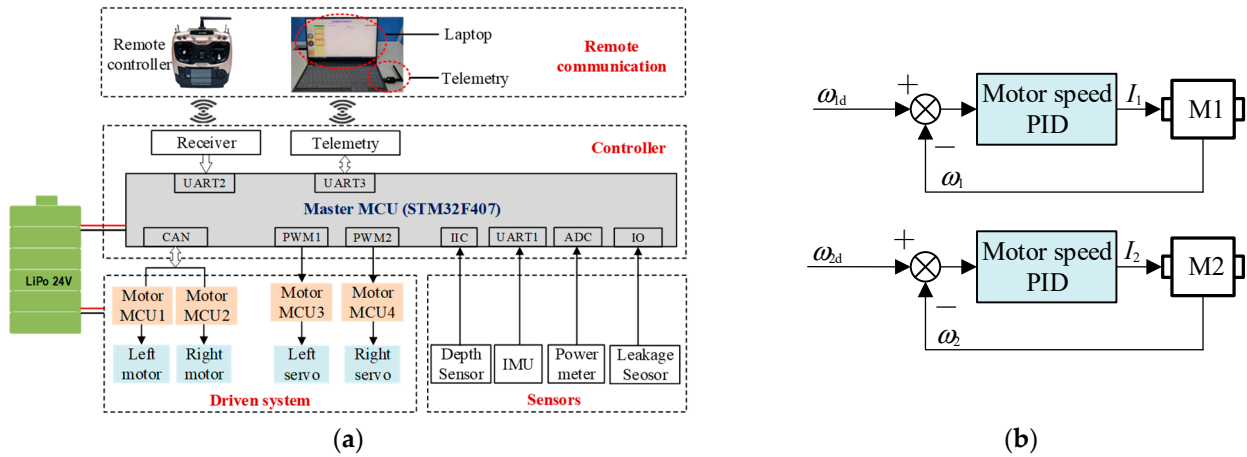 Remote
controller
Laptop
Telemetry
Remote
communication
Receiver
Telemetry
Controller
UART2
UART3
Master MCU (STM32F407)
CAN
PWM1
PWM2
IIC
UART1
ADC
IO
LiPo 24V
Motor
MCU1
Motor
MCU2
Motor
MCU3
Motor
MCU4
Left
motor
Right
motor
Left
servo
Right
servo
Driven system
Depth
Sensor
IMU
Power
meter
Leakage
Seosor
Sensors
(a)
ω1d
+
−
Motor speed
PID
I1
M1
ω1
ω2d
+
−
Motor speed
PID
I2
M2
ω2
(b)